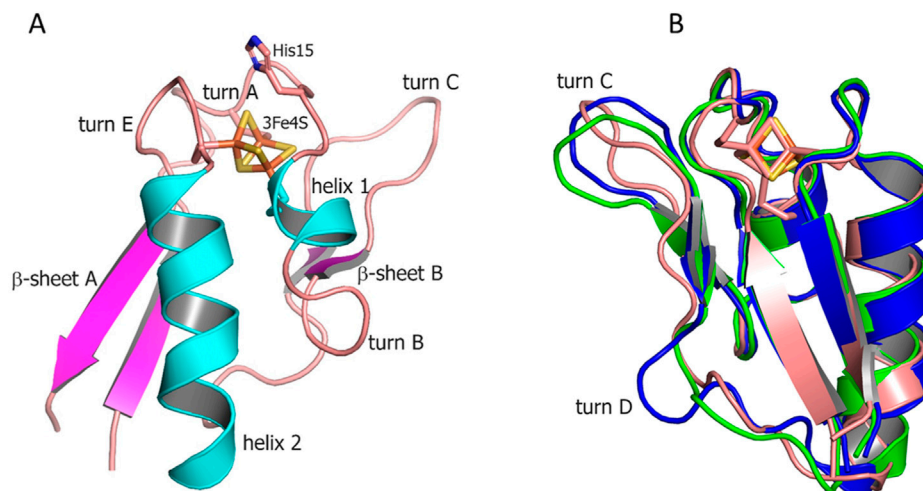 A
B
His15
turn A
turn C
turn E
3Fe4S
helix 1
β-sheet A
β-sheet B
turn B
helix 2
turn C
turn D